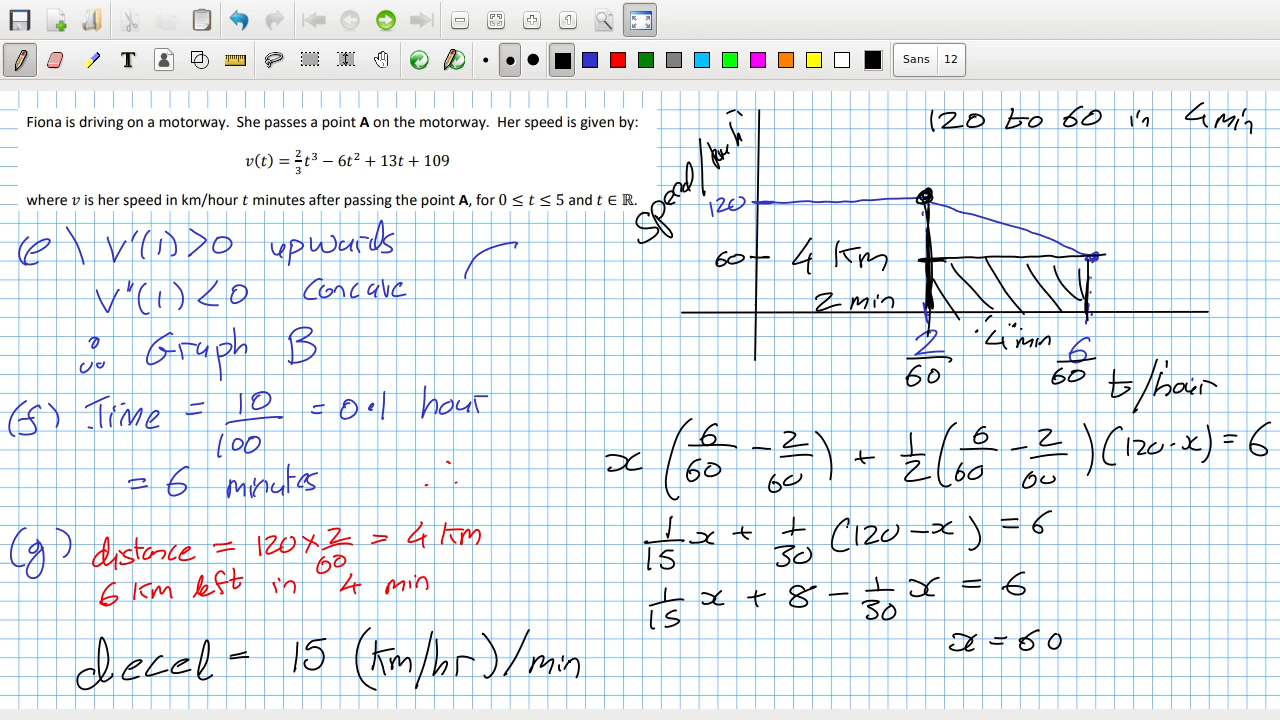 Sans 12
Fiona is driving on a motorway. She passes a point A on the motorway. Her speed is given by:
v(t) = 2/3 t³ − 6t² + 13t + 109
where v is her speed in km/hour t minutes after passing the point A, for 0 ≤ t ≤ 5 and t ∈ ℝ.
(e) V'(1) > 0 upwards
V''(1) < 0 concave
∴ Graph B
(f) Time = 10/100 = 0.1 hour
= 6 minutes ∴
(g) distance = 120 × 2/60 = 4 km
6 km left in 4 min
decel = 15 (km/hr)/min
120 to 60 in 4 min
120
60
4 Km
2 min
"4" min
2/60 6/60
t/hour
x (6/60 − 2/60) + 1/2 (6/60 − 2/60) (120 - x) = 6
1/15 x + 1/30 (120 − x) = 6
1/15 x + 8 − 1/30 x = 6
x = 60